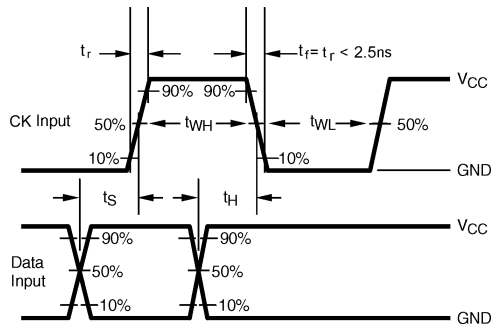 tr
tf = tr < 2.5ns
VCC
90% 90%
CK Input
50% tWH tWL 50%
10% 10%
GND
tS tH
VCC
90% 90%
Data
Input
50% 50%
10% 10%
GND